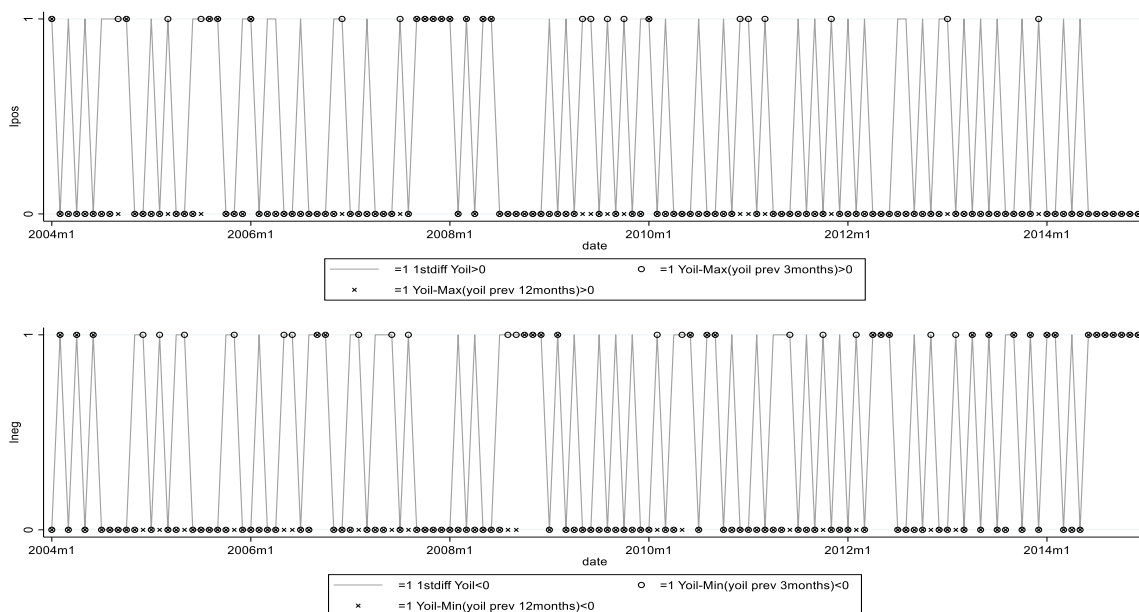 1
Ipos
0
2004m1 2006m1 2008m1 2010m1 2012m1 2014m1
date
=1 1stdiff Yoil>0 =1 Yoil-Max(yoil prev 3months)>0
=1 Yoil-Max(yoil prev 12months)>0
1
Ineg
0
2004m1 2006m1 2008m1 2010m1 2012m1 2014m1
date
=1 1stdiff Yoil<0 =1 Yoil-Min(yoil prev 3months)<0
=1 Yoil-Min(yoil prev 12months)<0